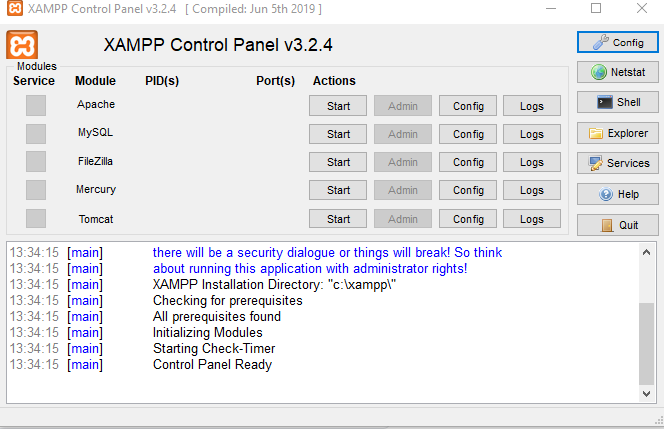 XAMPP Control Panel v3.2.4 [ Compiled: Jun 5th 2019 ]
XAMPP Control Panel v3.2.4
Config
Modules
Service Module PID(s) Port(s) Actions
Netstat
Apache Start Admin Config Logs
Shell
MySQL Start Admin Config Logs
Explorer
FileZilla Start Admin Config Logs
Services
Mercury Start Admin Config Logs
Help
Tomcat Start Admin Config Logs
Quit
13:34:15 [main] there will be a security dialogue or things will break! So think
13:34:15 [main] about running this application with administrator rights!
13:34:15 [main] XAMPP Installation Directory: "c:\xampp\"
13:34:15 [main] Checking for prerequisites
13:34:15 [main] All prerequisites found
13:34:15 [main] Initializing Modules
13:34:15 [main] Starting Check-Timer
13:34:15 [main] Control Panel Ready